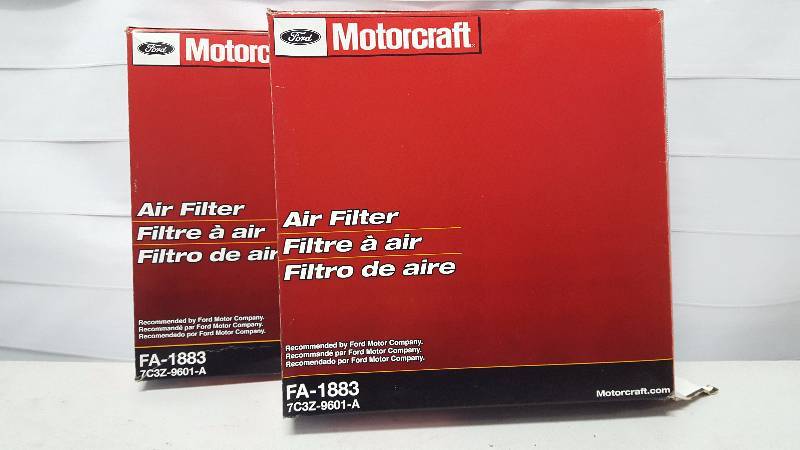 Ford Motorcraft
Air Filter
Filtre à air
Filtro de air
Recommended by Ford Motor Company.
Recommandé par Ford Motor Company.
Recomendado por Ford Motor Company.
FA-1883
7C3Z-9601-A
Ford Motorcraft
Air Filter
Filtre à air
Filtro de aire
Recommended by Ford Motor Company.
Recommandé par Ford Motor Company.
Recomendado por Ford Motor Company.
FA-1883
7C3Z-9601-A
Motorcraft.com